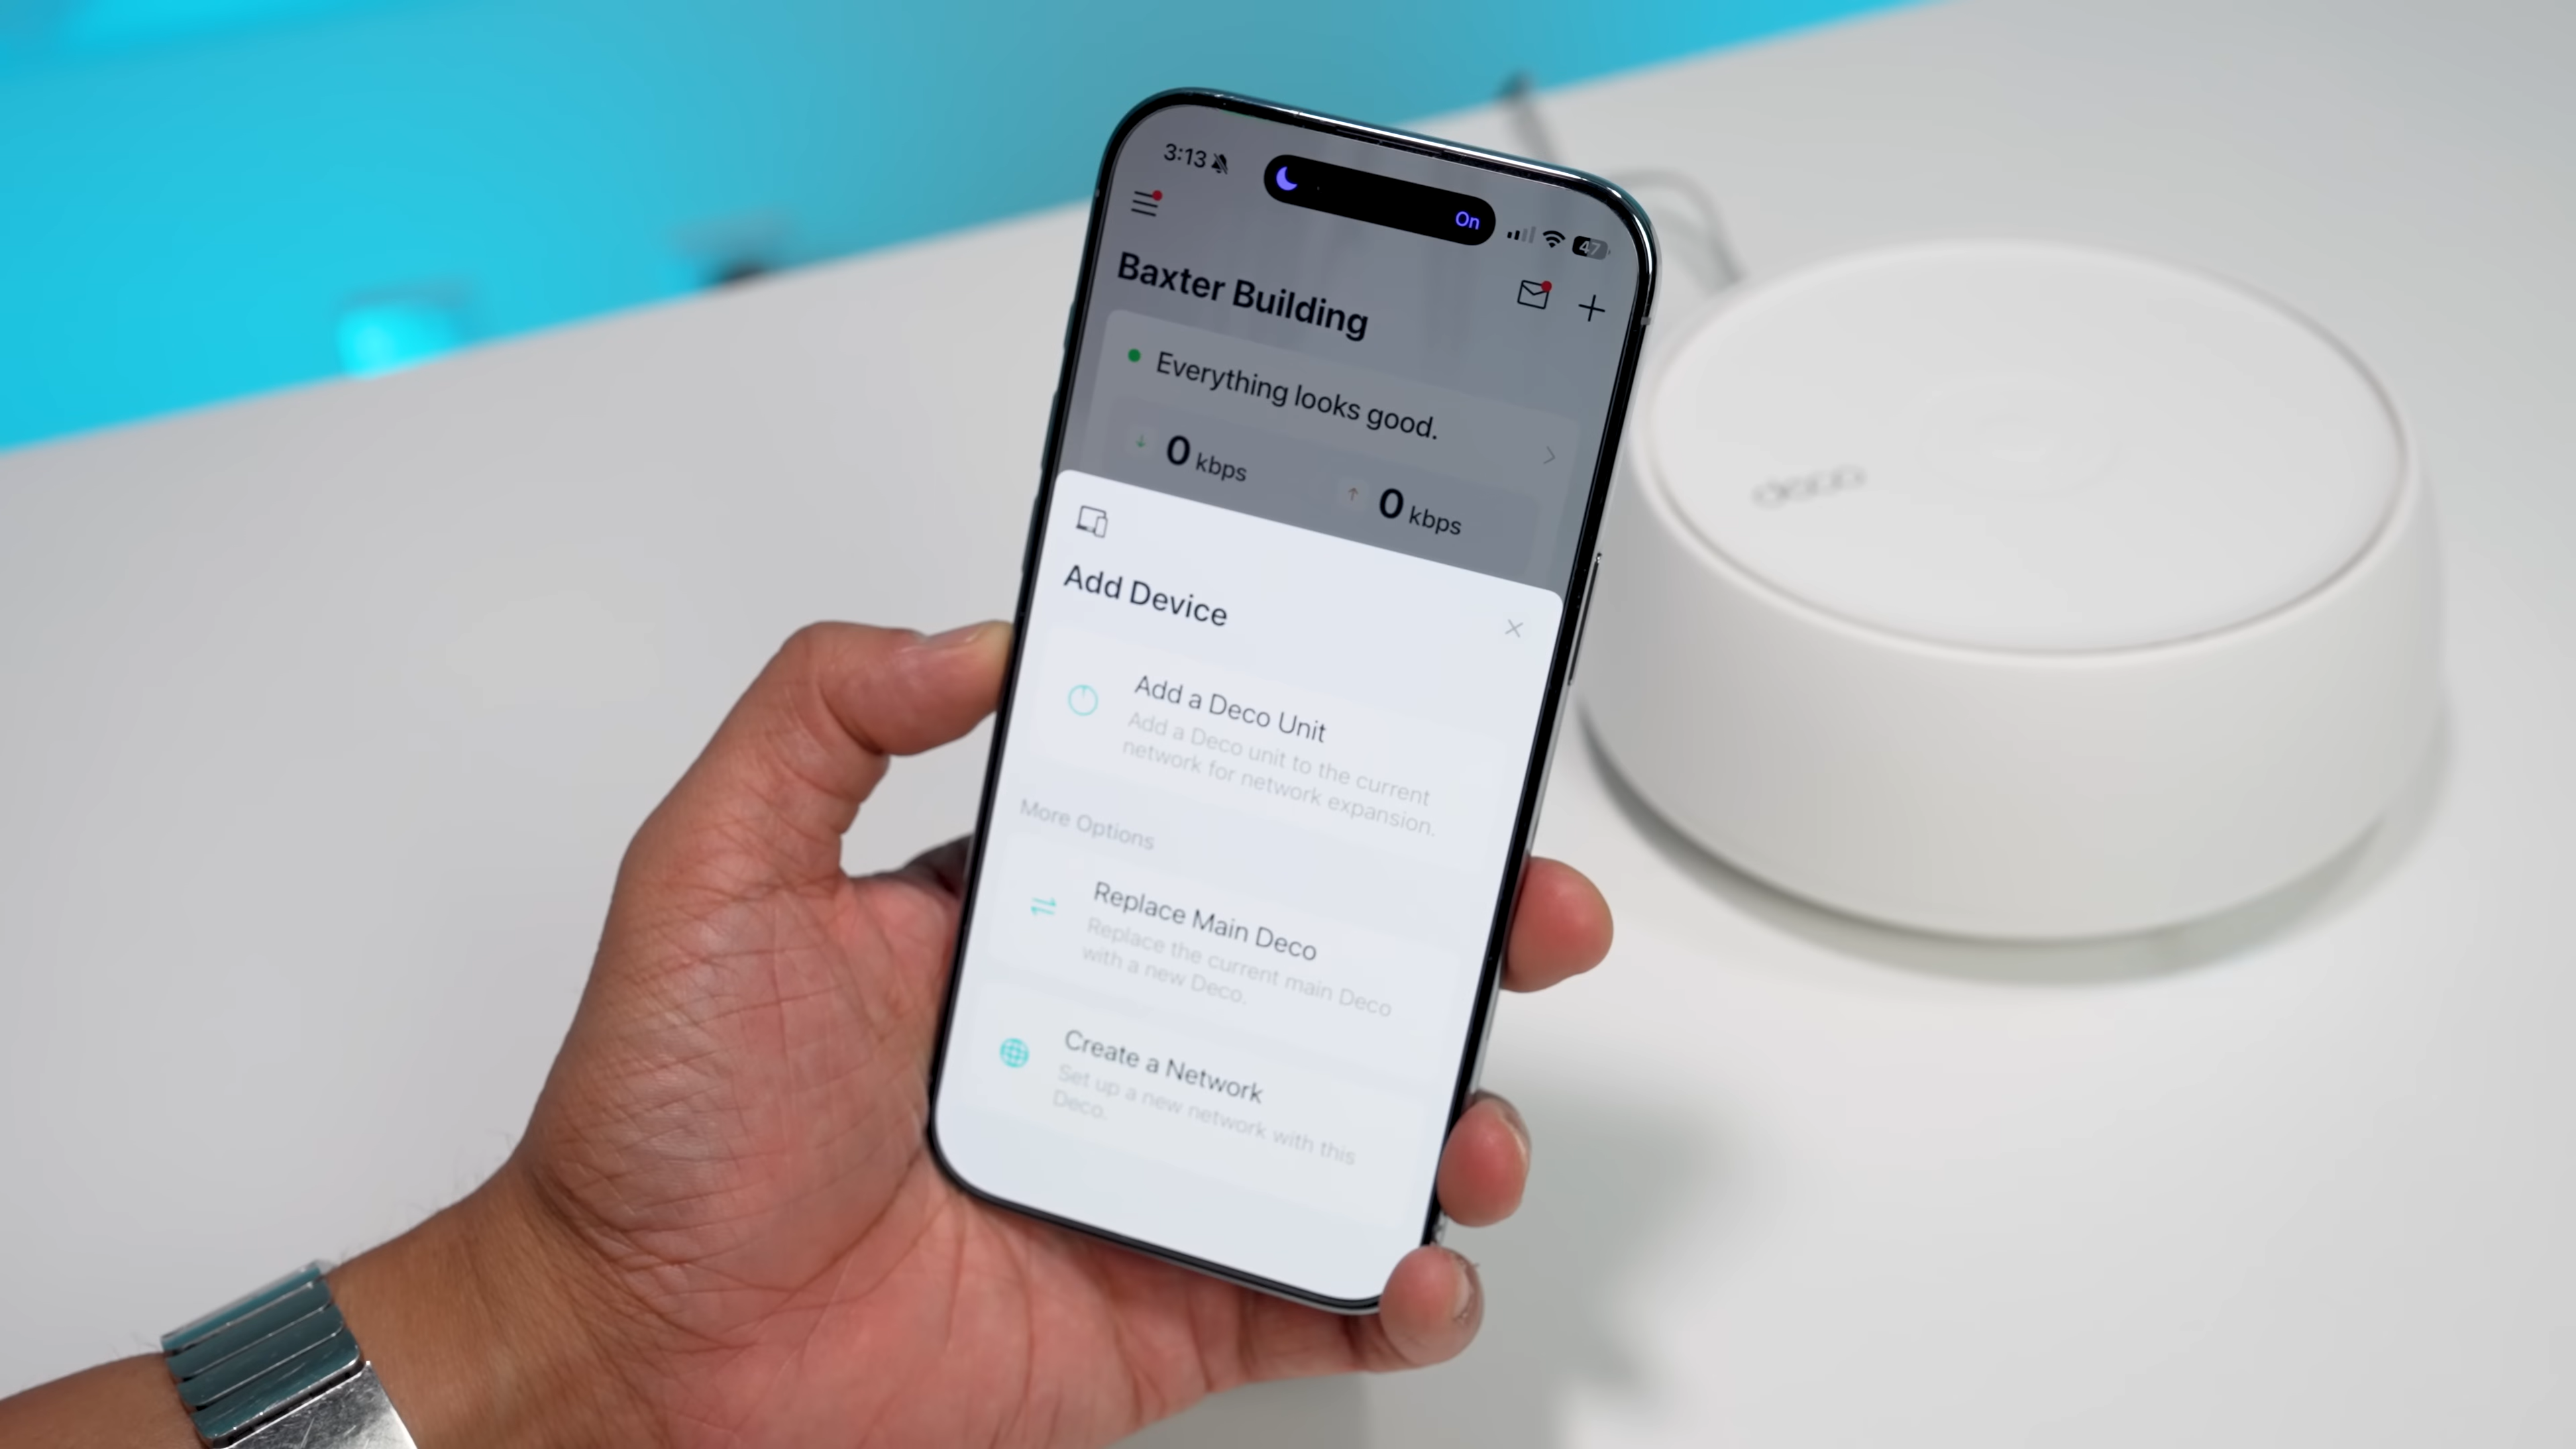 3:13
On
47
Baxter Building
Everything looks good.
0 kbps
0 kbps
Add Device
Add a Deco Unit
Add a Deco unit to the current
network for network expansion.
More Options
Replace Main Deco
Replace the current main Deco
with a new Deco.
Create a Network
Set up a new network with this
Deco.
deco